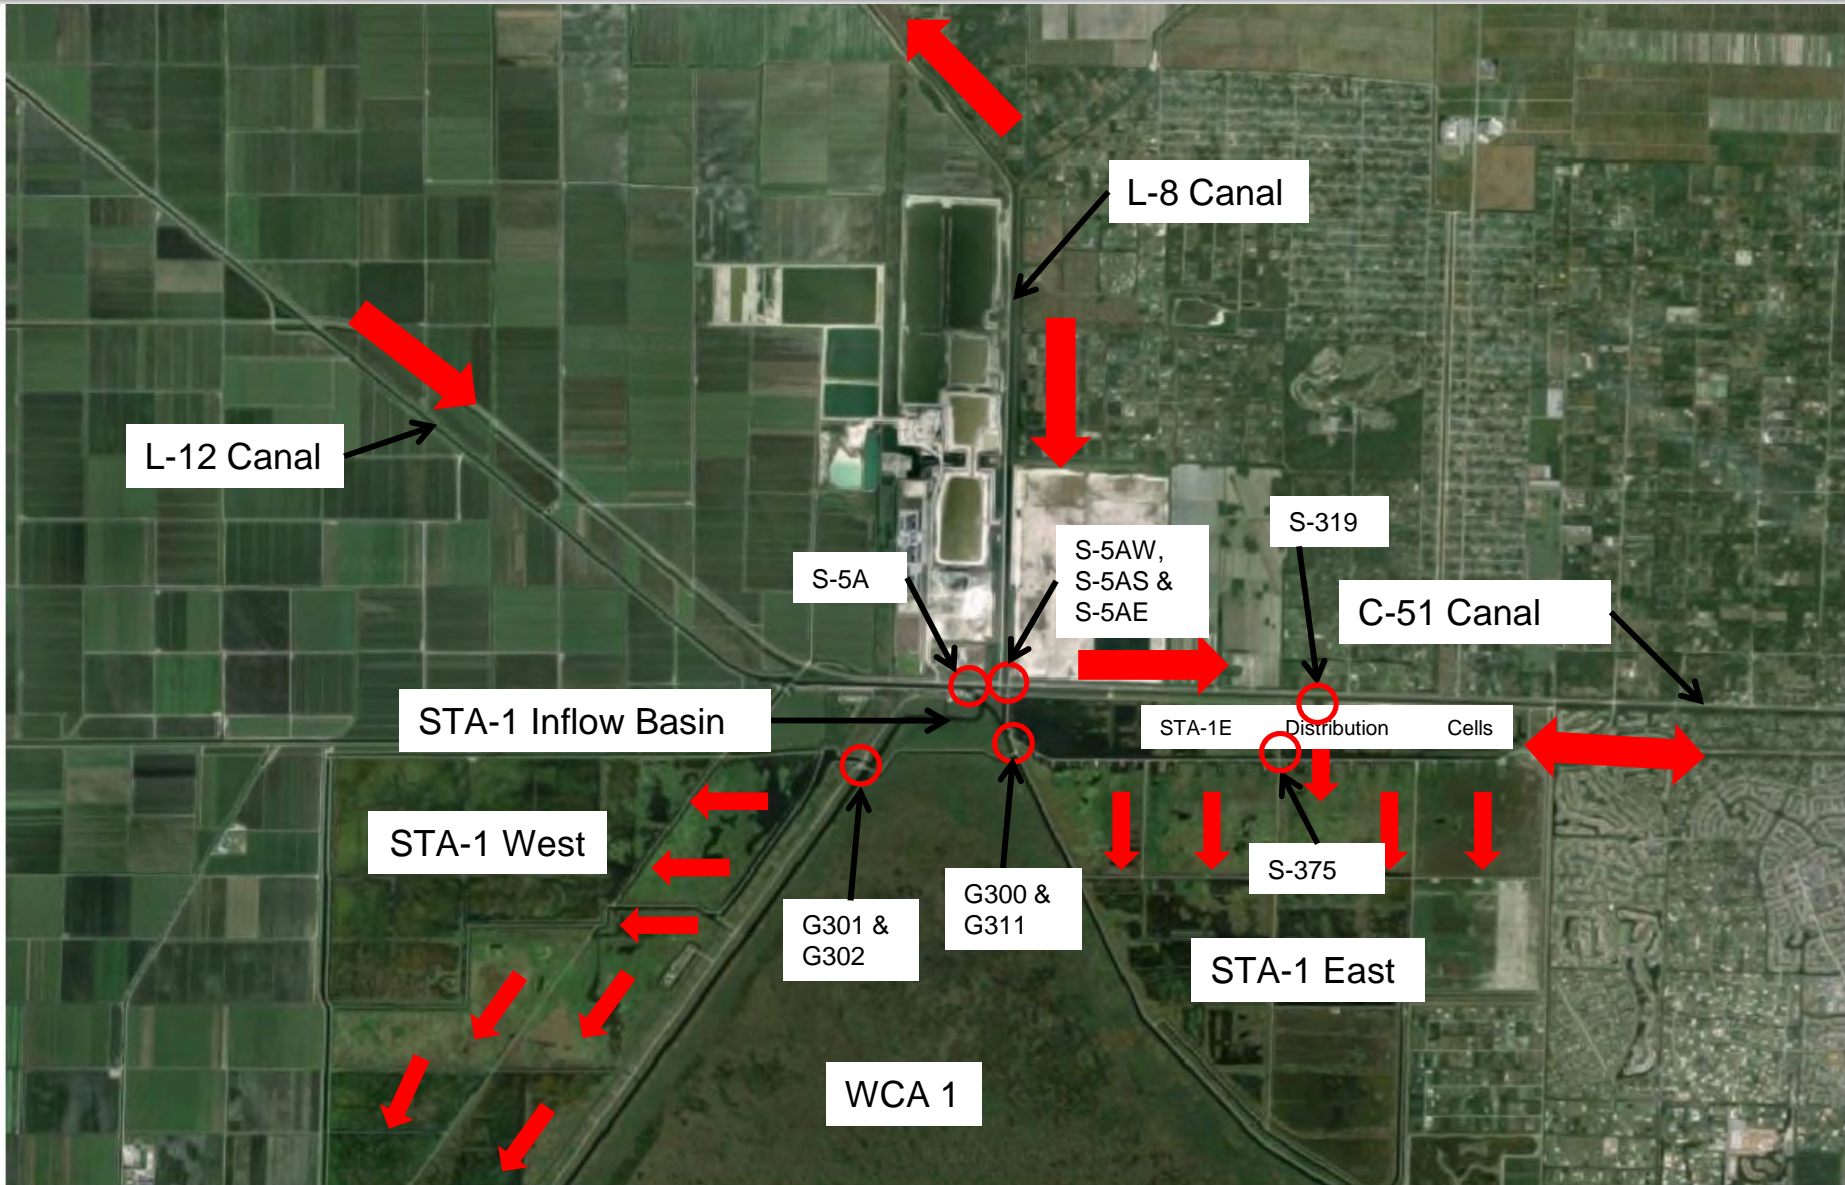 L-8 Canal
L-12 Canal
S-319
S-5AW,
S-5AS &
S-5AE
S-5A
C-51 Canal
STA-1 Inflow Basin
STA-1E Distribution Cells
STA-1 West
S-375
G300 &
G311
G301 &
G302
STA-1 East
WCA 1